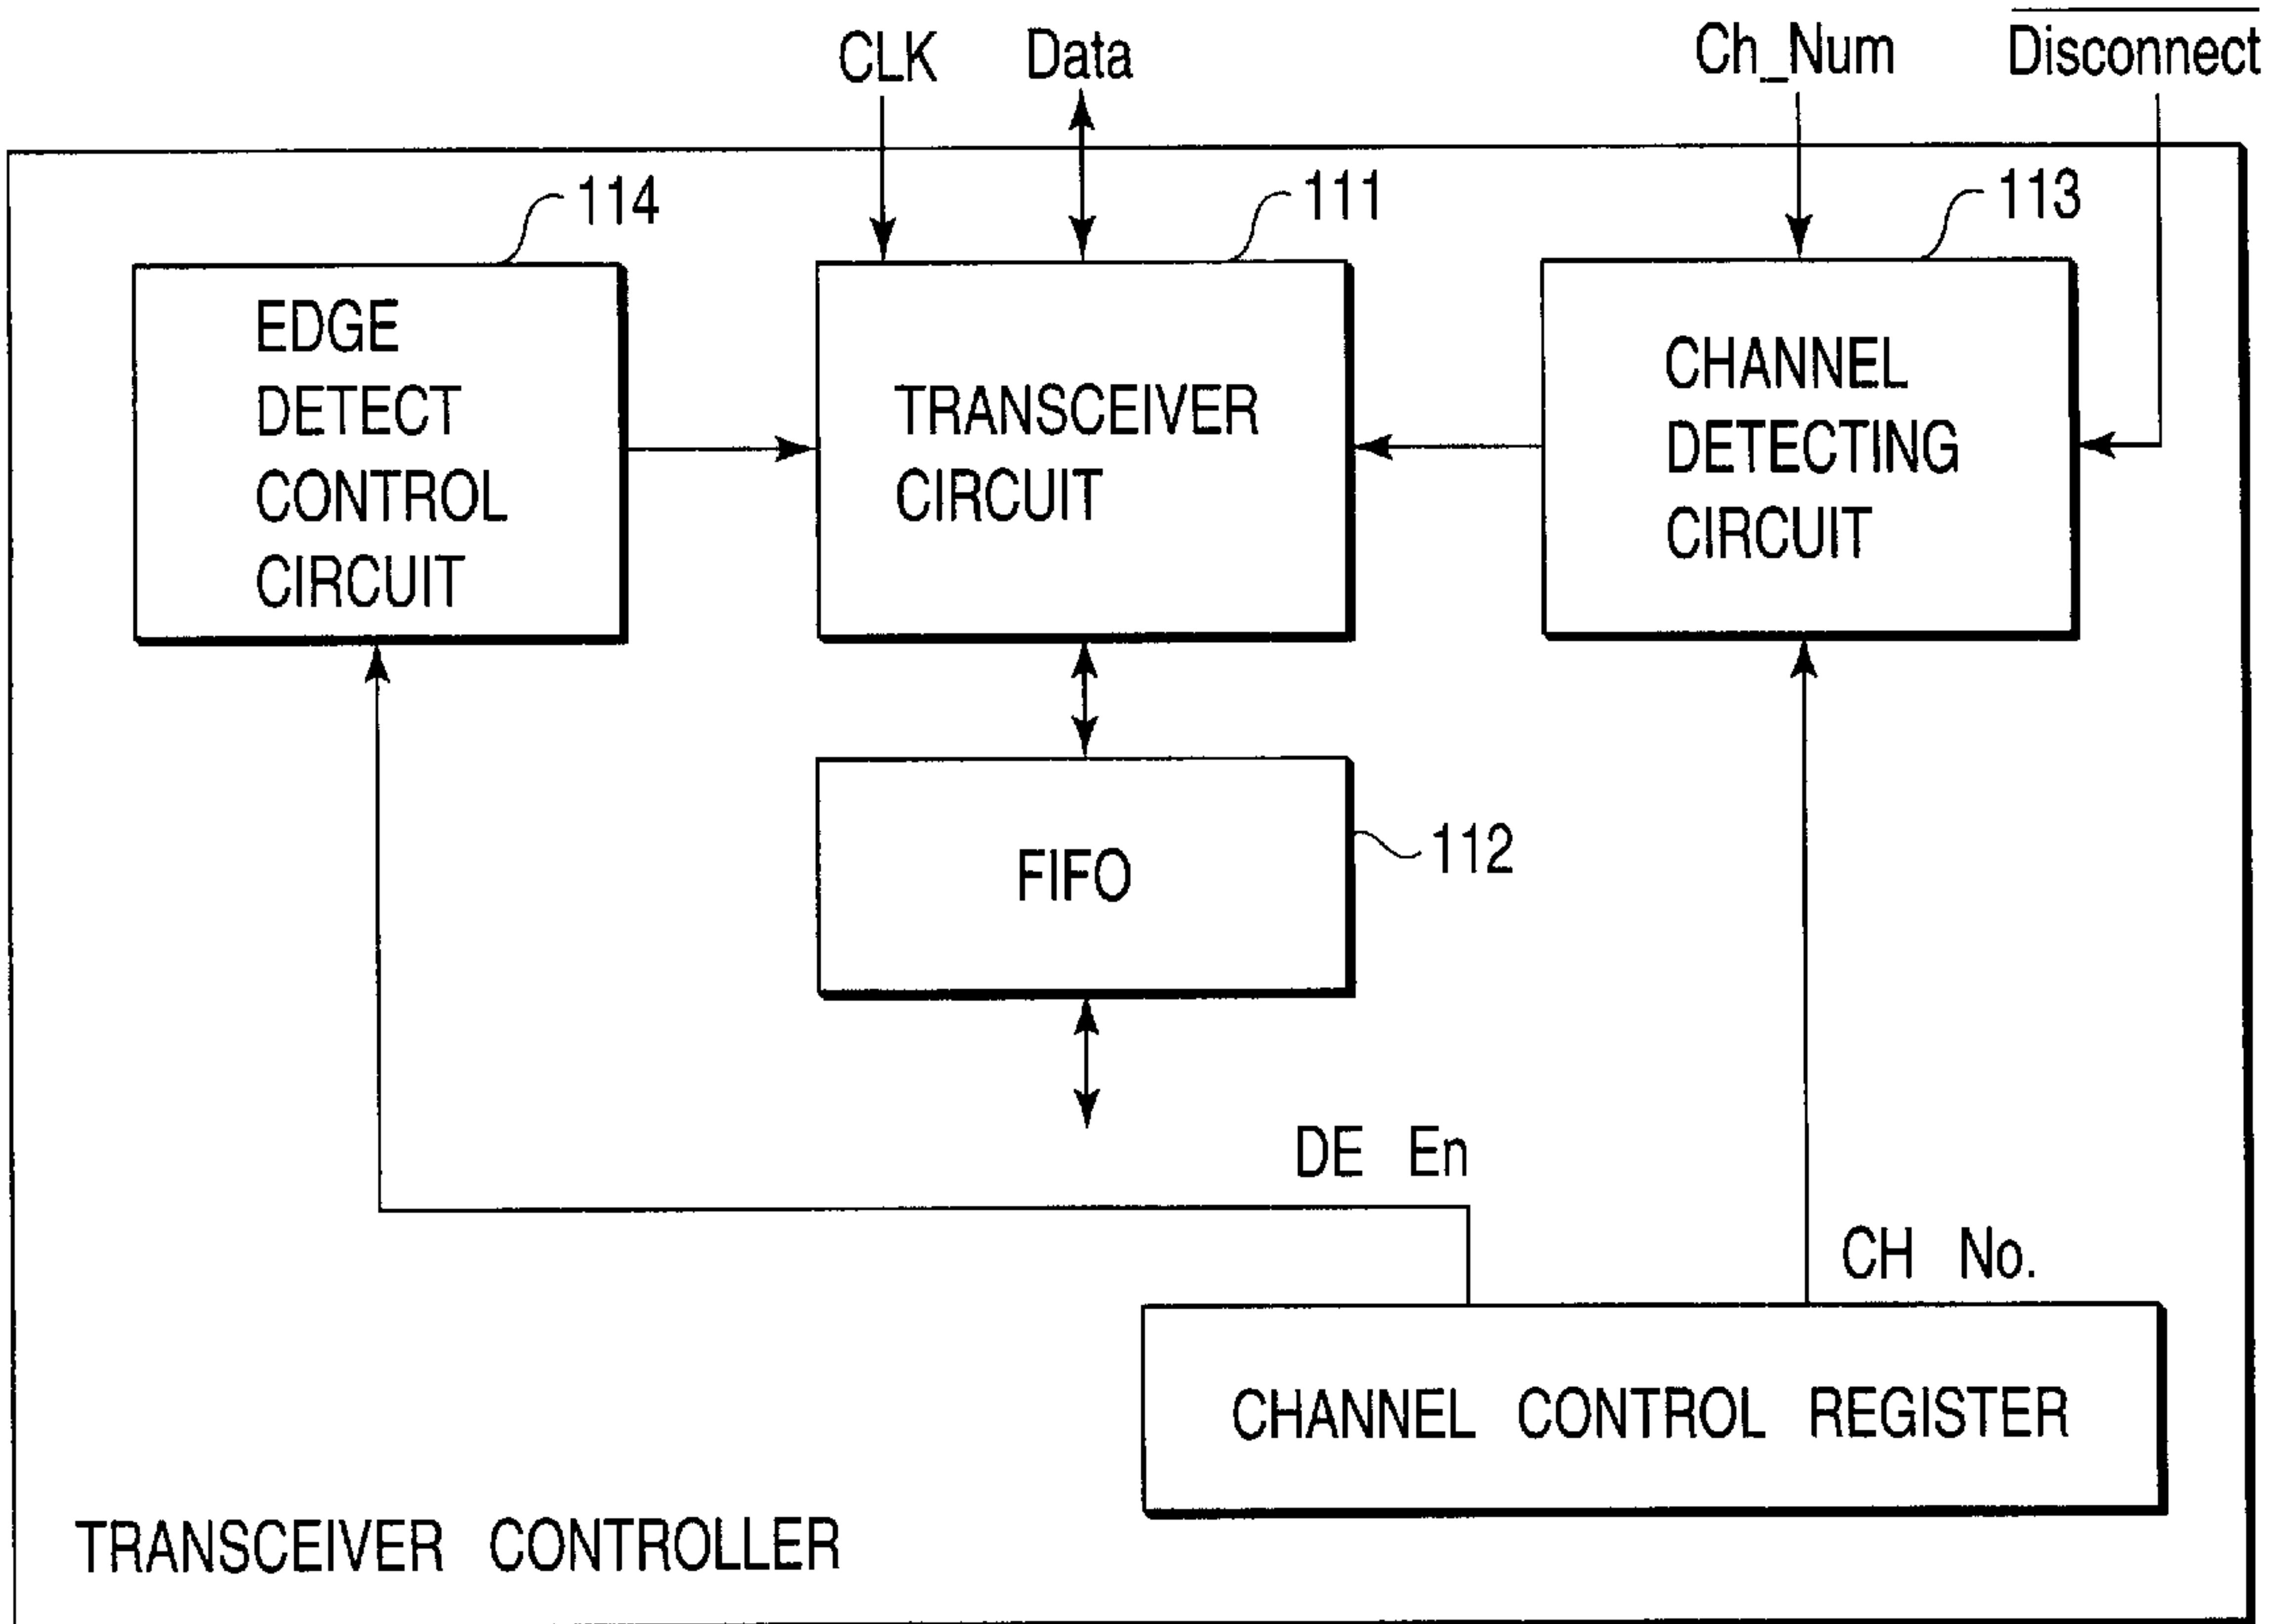 CLK
Data
Ch_Num
Disconnect
114
111
113
EDGE
DETECT
CONTROL
CIRCUIT
TRANSCEIVER
CIRCUIT
CHANNEL
DETECTING
CIRCUIT
FIFO
112
DE En
CH No.
CHANNEL CONTROL REGISTER
TRANSCEIVER CONTROLLER